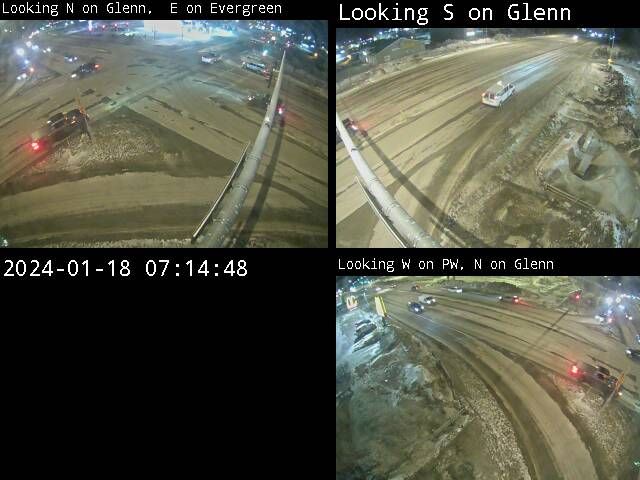 Looking N on Glenn, E on Evergreen
Looking S on Glenn
2024-01-18 07:14:48
Looking W on PW, N on Glenn